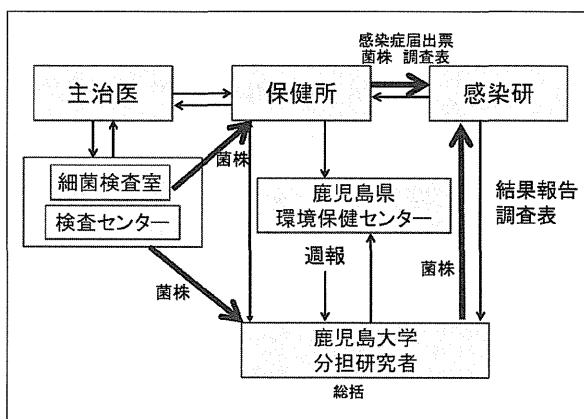 感染症届出票
菌株 調査表
主治医
保健所
感染研
菌株
細菌検査室
検査センター
鹿児島県
環境保健センター
結果報告
調査表
週報
菌株
菌株
鹿児島大学
分担研究者
総括